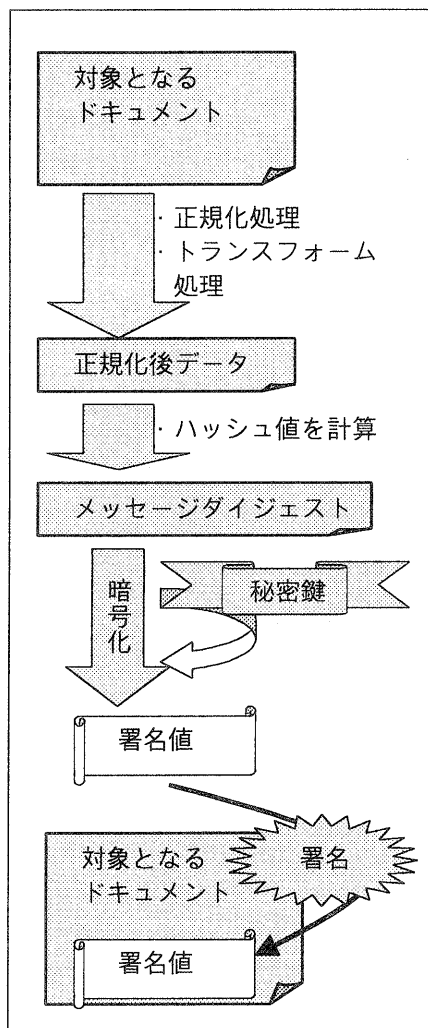 対象となる
ドキュメント
・正規化処理
・トランスフォーム
処理
正規化後データ
・ハッシュ値を計算
メッセージダイジェスト
暗号化
秘密鍵
署名値
署名
対象となる
ドキュメント
署名値